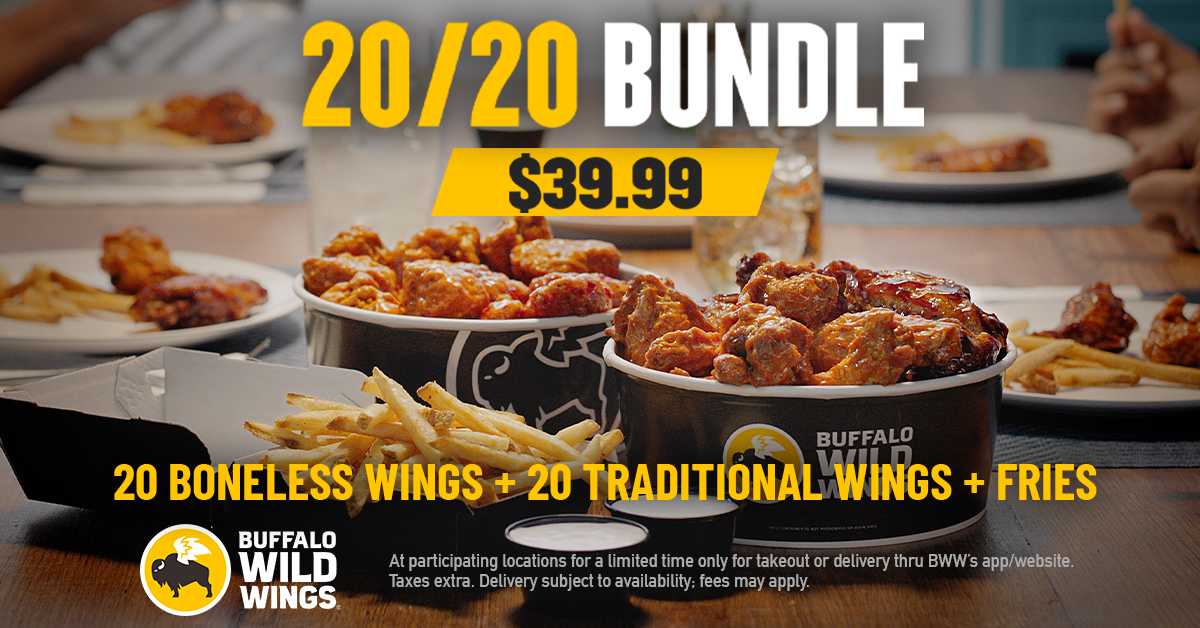 20/20 BUNDLE
$39.99
BUFFALO
WILD
WINGS
20 BONELESS WINGS + 20 TRADITIONAL WINGS + FRIES
BUFFALO
WILD
WINGS
At participating locations for a limited time only for takeout or delivery thru BWW's app/website.
Taxes extra. Delivery subject to availability; fees may apply.